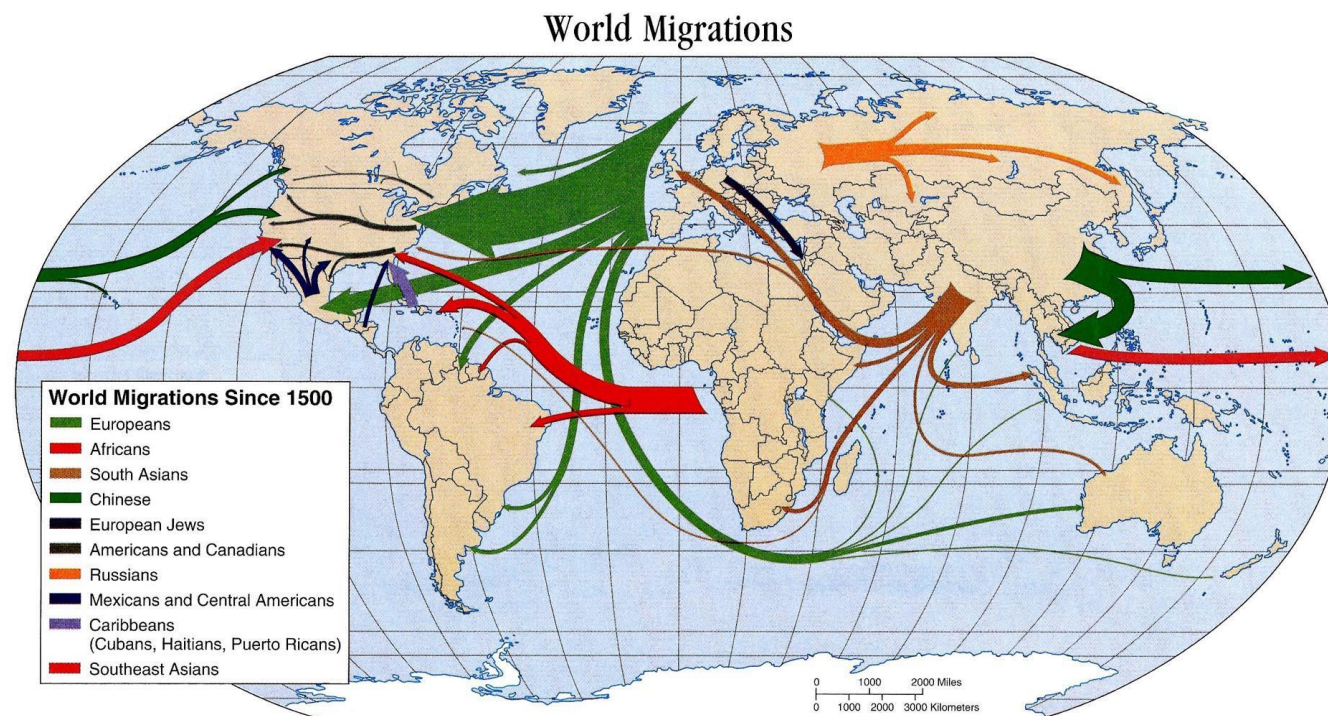 World Migrations
World Migrations Since 1500
Europeans
Africans
South Asians
Chinese
European Jews
Americans and Canadians
Russians
Mexicans and Central Americans
Caribbeans
(Cubans, Haitians, Puerto Ricans)
Southeast Asians
0 1000 2000 Miles
0 1000 2000 3000 Kilometers